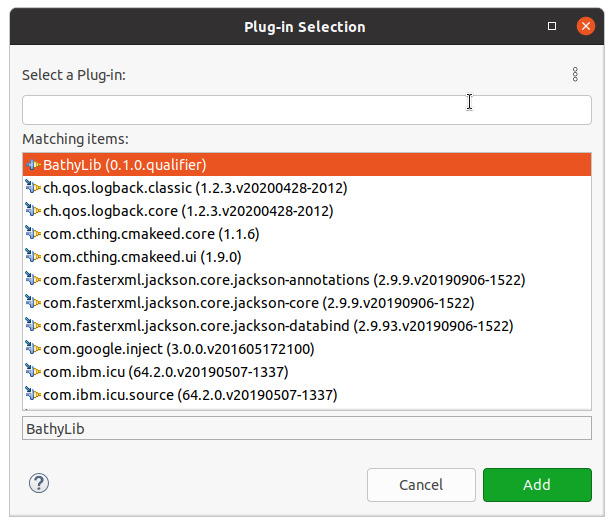 Plug-in Selection
Select a Plug-in:
Matching items:
BathyLib (0.1.0.qualifier)
ch.qos.logback.classic (1.2.3.v20200428-2012)
ch.qos.logback.core (1.2.3.v20200428-2012)
com.cthing.cmakeed.core (1.1.6)
com.cthing.cmakeed.ui (1.9.0)
com.fasterxml.jackson.core.jackson-annotations (2.9.9.v20190906-1522)
com.fasterxml.jackson.core.jackson-core (2.9.9.v20190906-1522)
com.fasterxml.jackson.core.jackson-databind (2.9.93.v20190906-1522)
com.google.inject (3.0.0.v201605172100)
com.ibm.icu (64.2.0.v20190507-1337)
com.ibm.icu.source (64.2.0.v20190507-1337)
BathyLib
? Cancel Add